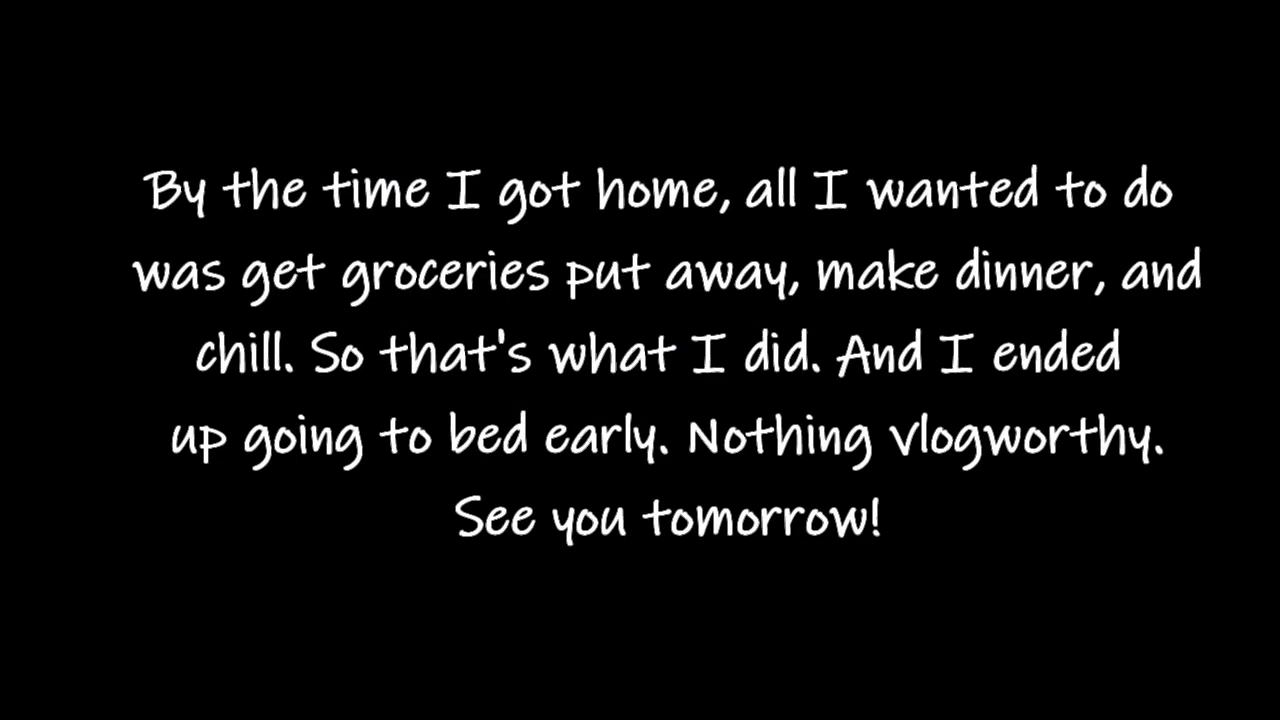 By the time I got home, all I wanted to do
was get groceries put away, make dinner, and
chill. So that's what I did. And I ended
up going to bed early. Nothing vlogworthy.
See you tomorrow!